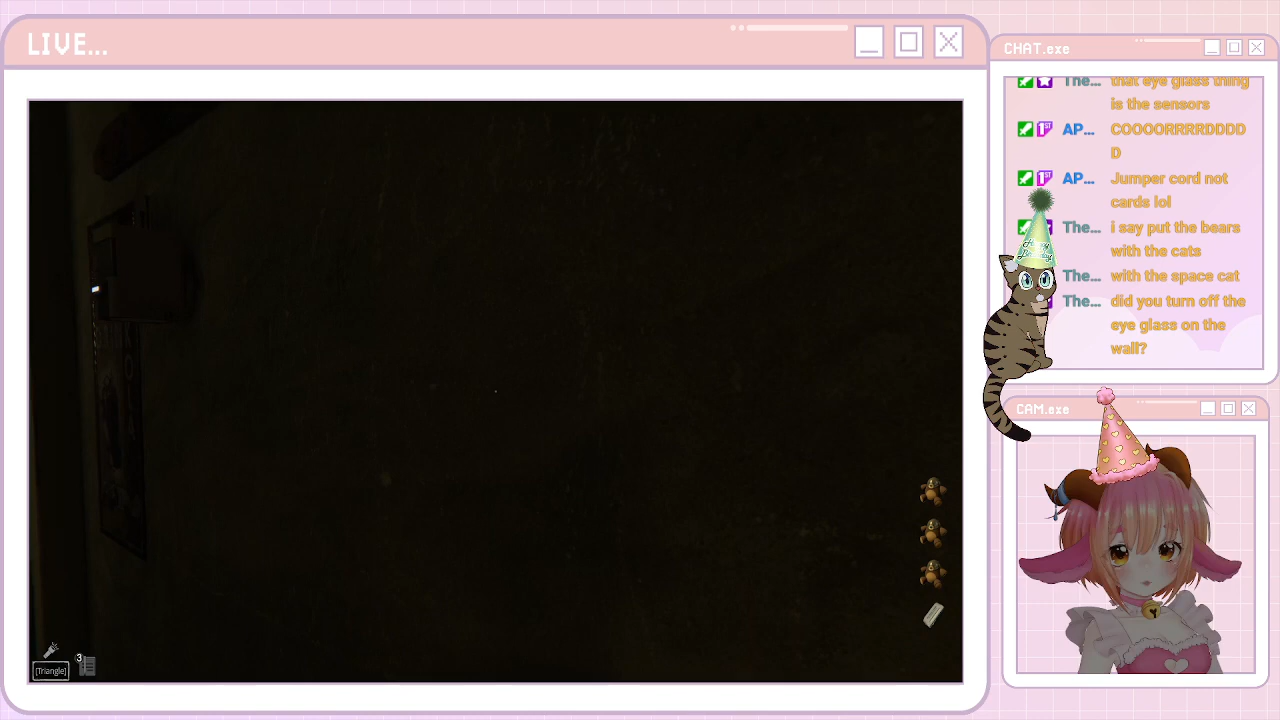 LIVE...
CHAT.exe
The... that eye glass thing
is the sensors
AP... COOOORRRRDDDD
D
AP... Jumper cord not
cards lol
The... i say put the bears
with the cats
The... with the space cat
The... did you turn off the
eye glass on the
wall?
CAM.exe
3
[Triangle]